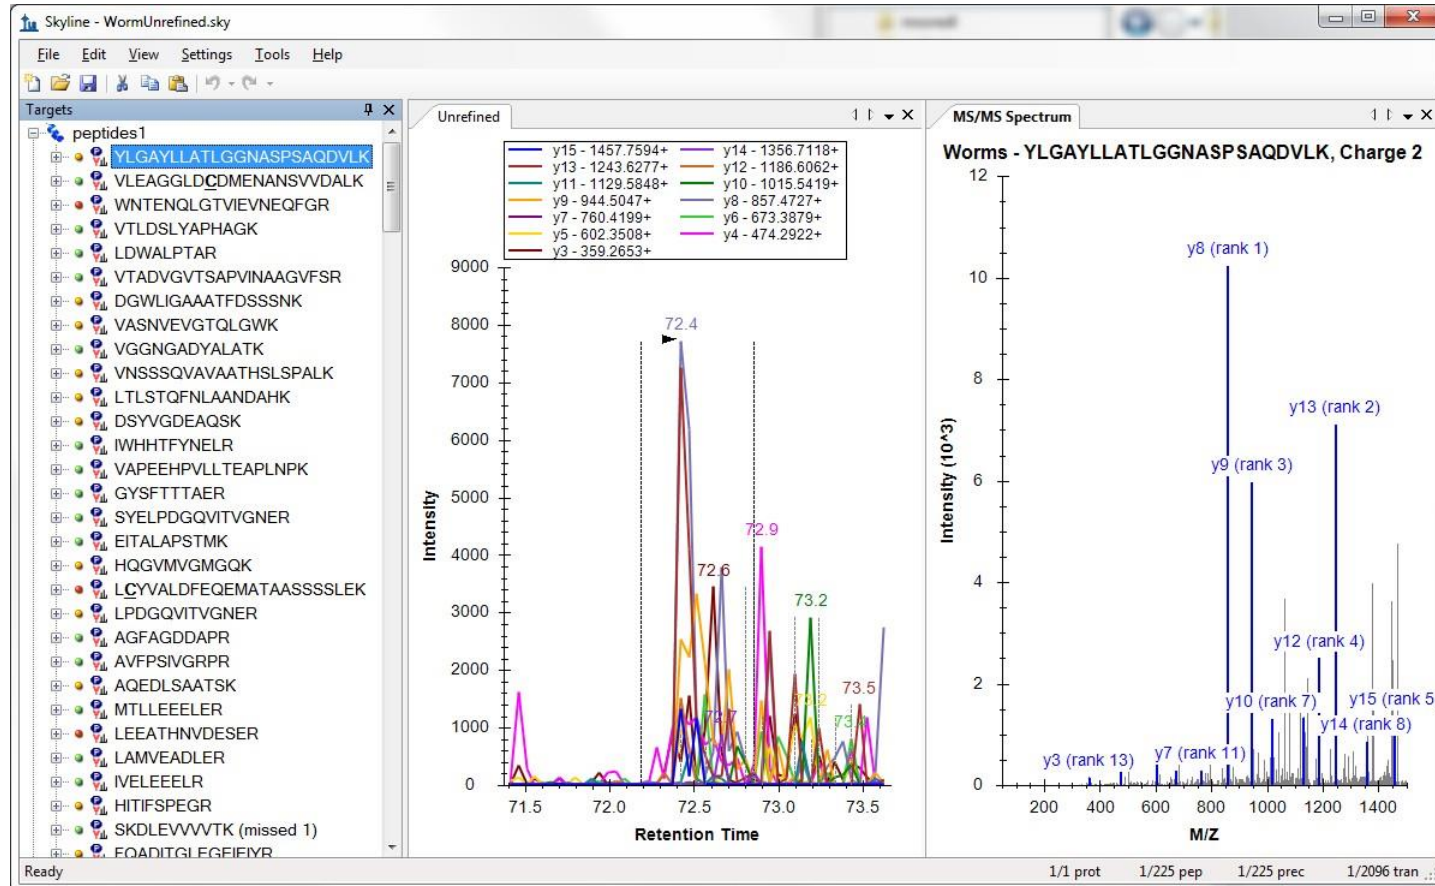 Skyline - WormUnrefined.sky
File Edit View Settings Tools Help
Targets
peptides1
YLGAYLLATLGGNASPSAQDVLK
VLEAGGLDCDMENANSVVDALK
WNTENQLGTVIEVNEQFGR
VTLDSLYAPHAGK
LDWALPTAR
VTADVGVTSAPVINAAGVFSR
DGWLIGAAATFDSSSNK
VASNVEVGTQLGWK
VGGNGADYALATK
VNSSSQVAVAATHSLSPALK
LTLSTQFNLAANDAHK
DSYVGDEAQSK
IWHHTFYNELR
VAPEEHPVLLTEAPLNPK
GYSFTTTAER
SYELPDGQVITVGNER
EITALAPSTMK
HQGVMVGMGQK
LCYVALDFEQEMATAASSSSLEK
LPDGQVITVGNER
AGFAGDDAPR
AVFPSIVGRPR
AQEDLSAATSK
MTLLEEELER
LEEATHNVDESER
LAMVEADLER
IVELEEELR
HITIFSPEGR
SKDLEVVVVTK (missed 1)
EQADITGLEGEIEIYR
Unrefined
y15 - 1457.7594+ y14 - 1356.7118+
y13 - 1243.6277+ y12 - 1186.6062+
y11 - 1129.5848+ y10 - 1015.5419+
y9 - 944.5047+ y8 - 857.4727+
y7 - 760.4199+ y6 - 673.3879+
y5 - 602.3508+ y4 - 474.2922+
y3 - 359.2653+
9000
8000
7000
6000
5000
4000
3000
2000
1000
0
Intensity
72.4
72.9
72.6
73.2
73.5
72.7
71.5 72.0 72.5 73.0 73.5
Retention Time
MS/MS Spectrum
Worms - YLGAYLLATLGGNASPSAQDVLK, Charge 2
12
10
8
6
4
2
0
Intensity (10^3)
y8 (rank 1)
y13 (rank 2)
y9 (rank 3)
y12 (rank 4)
y10 (rank 7)
y15 (rank 5
y14 (rank 8)
y3 (rank 13)
y7 (rank 11)
200 400 600 800 1000 1200 1400
M/Z
Ready 1/1 prot 1/225 pep 1/225 prec 1/2096 tran